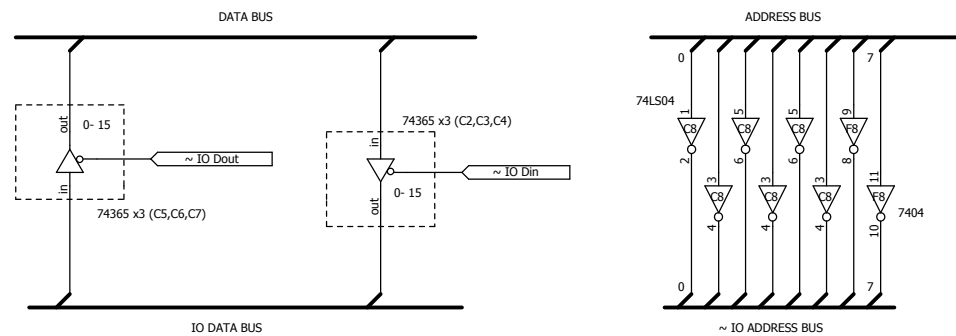 DATA BUS
ADDRESS BUS
0
7
out
0- 15
74365 x3 (C2,C3,C4)
in
~ IO Dout
in
74365 x3 (C5,C6,C7)
~ IO Din
0- 15
out
74LS04
1
C8
2
3
C8
4
5
C8
6
3
C8
4
5
C8
6
3
C8
4
9
F8
8
11
F8
10
7404
0
7
IO DATA BUS
~ IO ADDRESS BUS